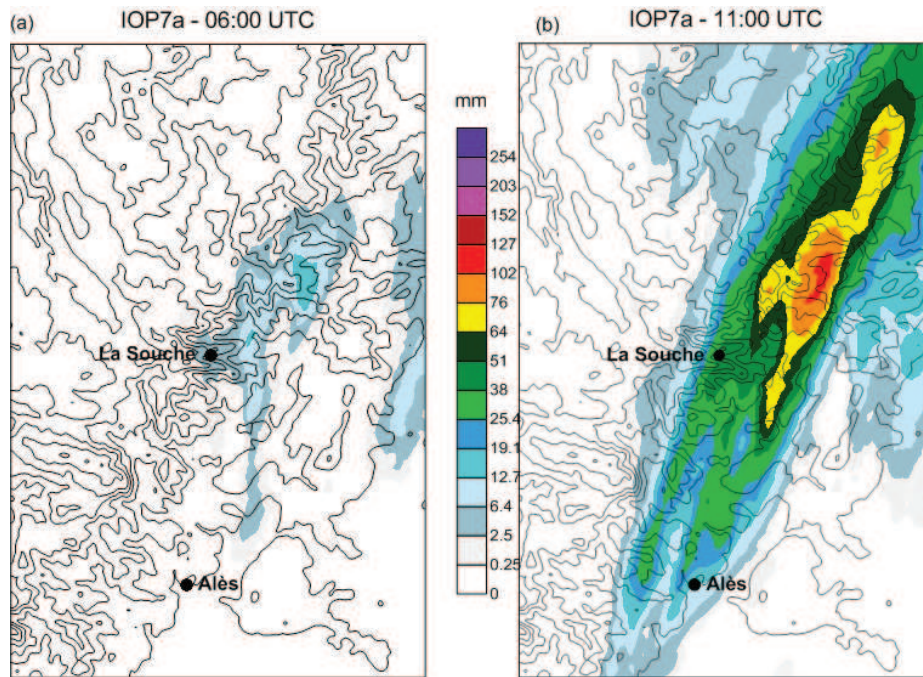 (a)
IOP7a - 06:00 UTC
(b)
IOP7a - 11:00 UTC
mm
254
203
152
127
102
76
64
51
38
25.4
19.1
12.7
6.4
2.5
0.25
0
La Souche
Alès
La Souche
Alès